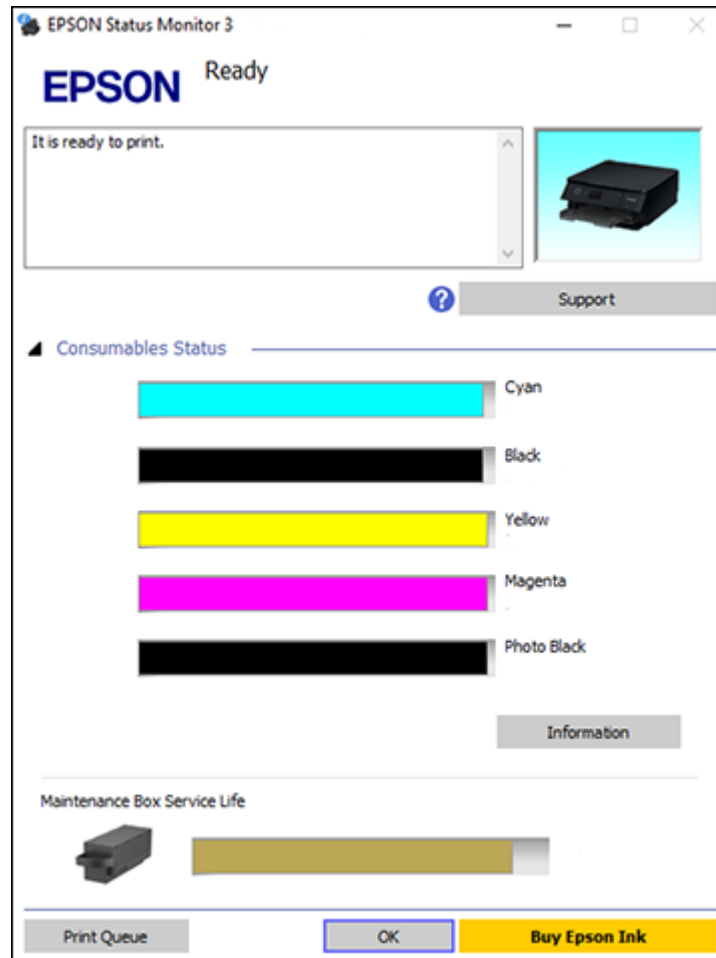 EPSON Status Monitor 3
EPSON
Ready
It is ready to print.
?
Support
Consumables Status
Cyan
Black
Yellow
Magenta
Photo Black
Information
Maintenance Box Service Life
Print Queue
OK
Buy Epson Ink